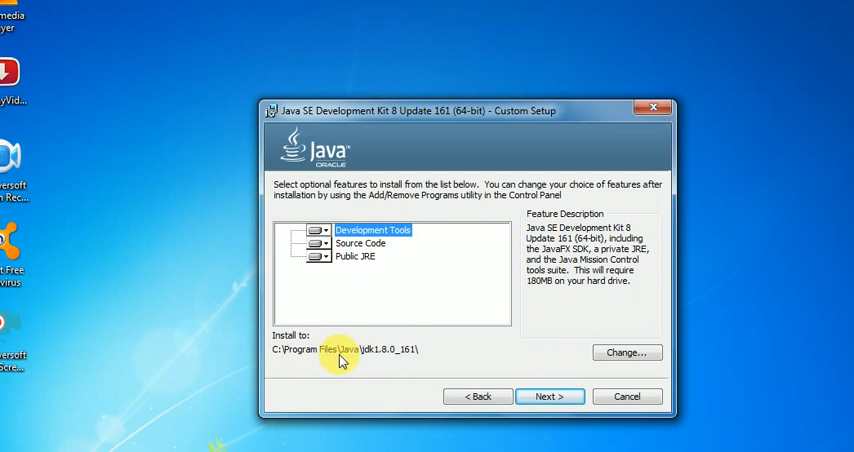 media
yer
yVid...
ersoft
n Rec...
t Free
virus
ersoft
Scre...
Java SE Development Kit 8 Update 161 (64-bit) - Custom Setup
Java
ORACLE
Select optional features to install from the list below. You can change your choice of features after
installation by using the Add/Remove Programs utility in the Control Panel
Development Tools
Source Code
Public JRE
Feature Description
Java SE Development Kit 8
Update 161 (64-bit), including
the JavaFX SDK, a private JRE,
and the Java Mission Control
tools suite. This will require
180MB on your hard drive.
Install to:
C:\Program Files\Java\jdk1.8.0_161\
Change...
< Back
Next >
Cancel